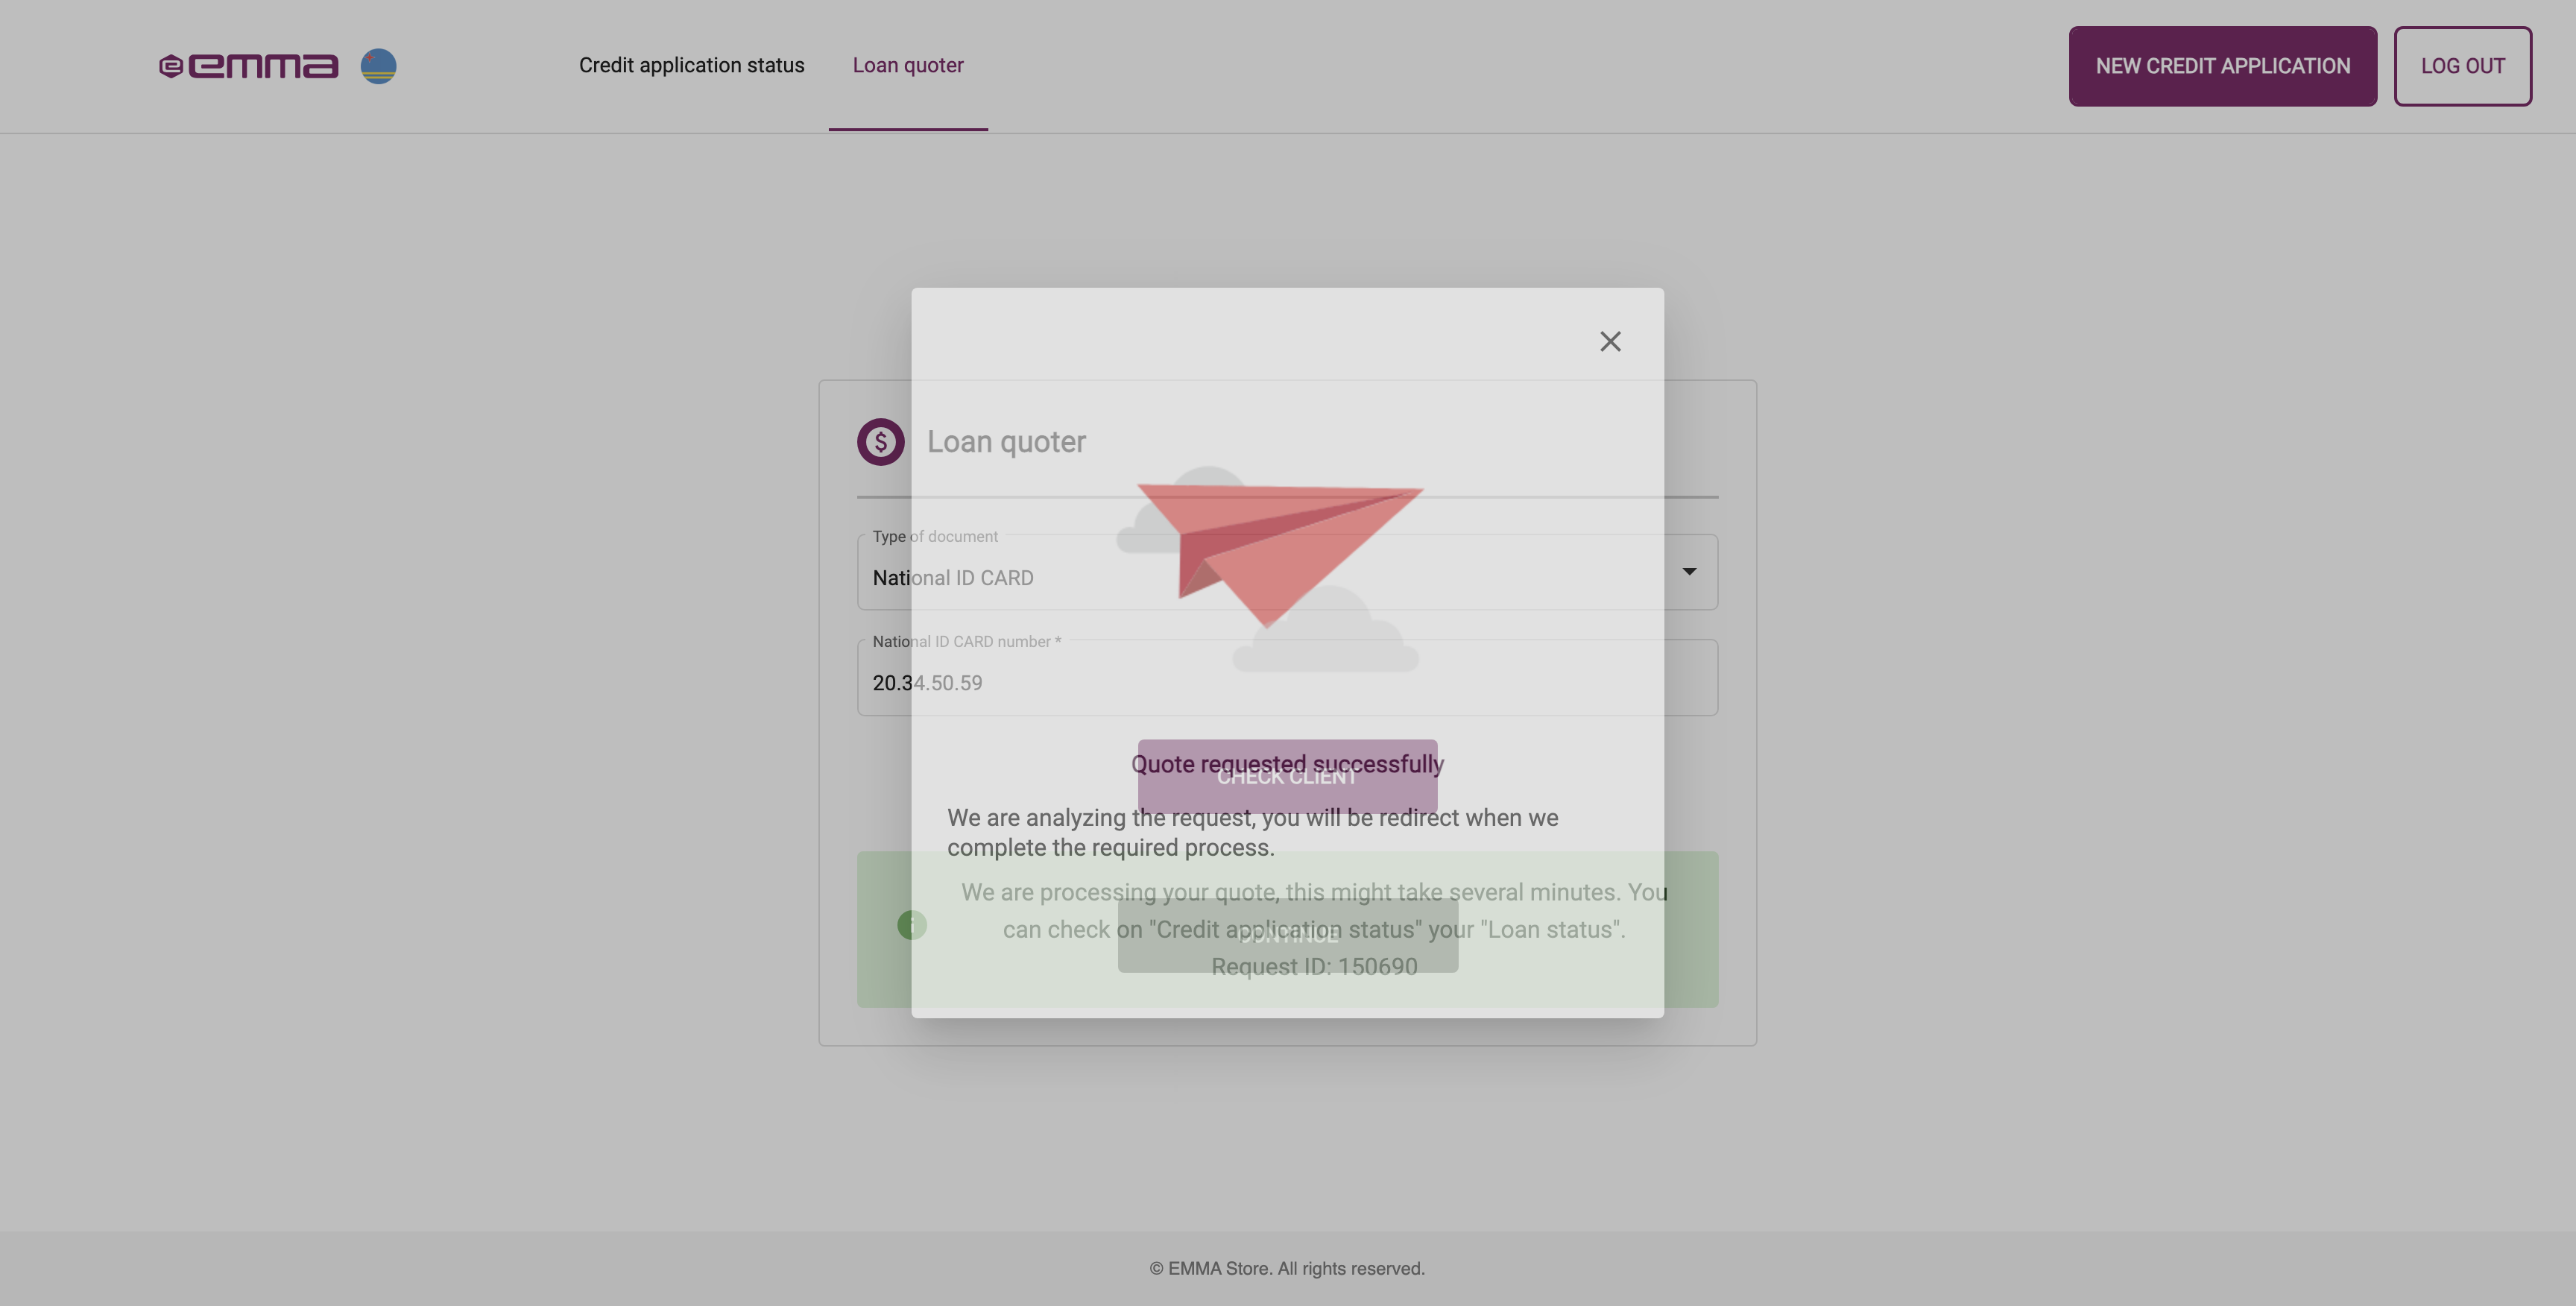 emma
Credit application status
Loan quoter
NEW CREDIT APPLICATION
LOG OUT
Loan quoter
Type of document
National ID CARD
National ID CARD number *
20.34.50.59
Quote requested successfully
CHECK CLIENT
We are analyzing the request, you will be redirect when we
complete the required process.
We are processing your quote, this might take several minutes. You
can check on "Credit application status" your "Loan status".
CONTINUE
Request ID: 150690
© EMMA Store. All rights reserved.